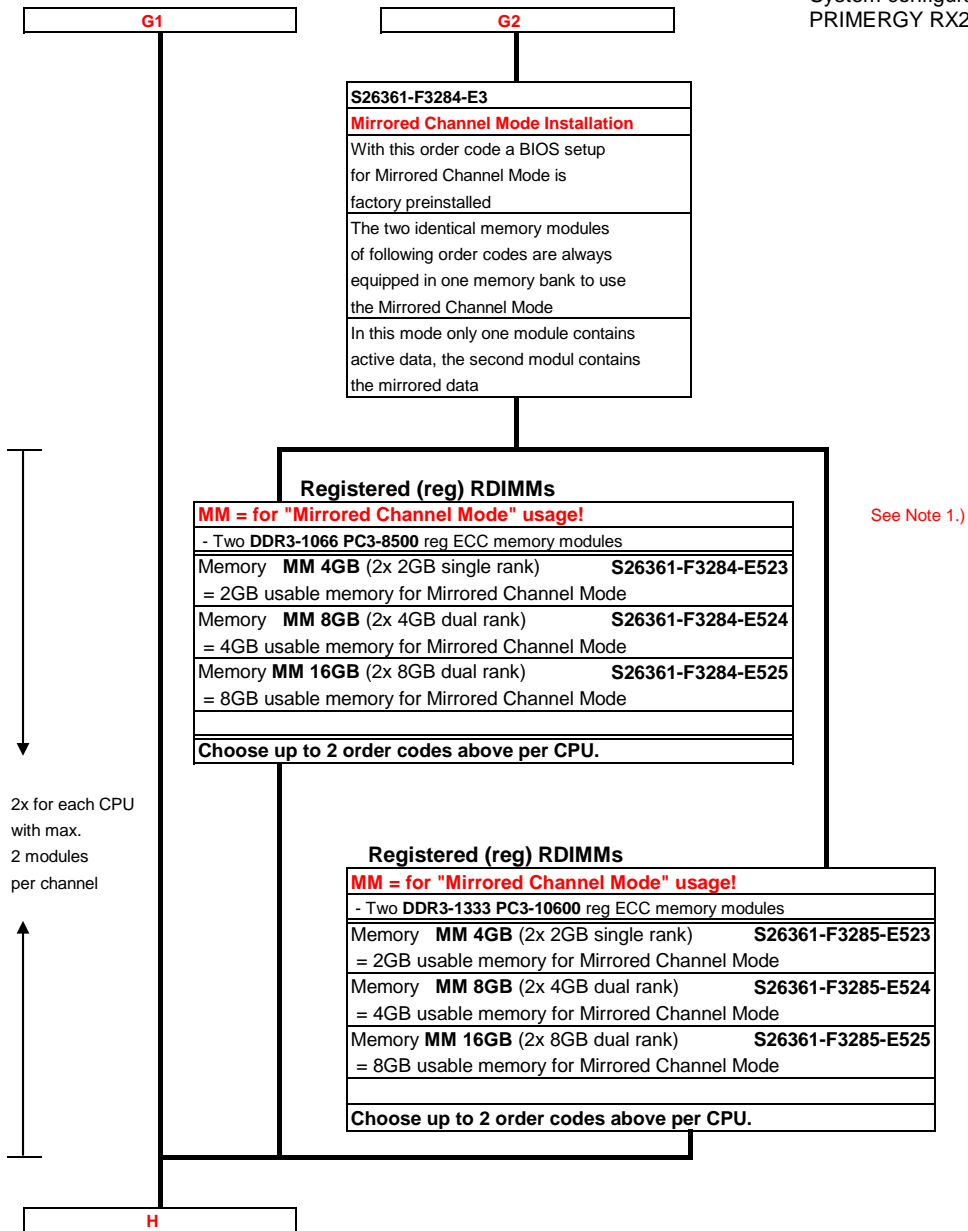 System configura
PRIMERGY RX2
G1
G2
S26361-F3284-E3
Mirrored Channel Mode Installation
With this order code a BIOS setup
for Mirrored Channel Mode is
factory preinstalled
The two identical memory modules
of following order codes are always
equipped in one memory bank to use
the Mirrored Channel Mode
In this mode only one module contains
active data, the second modul contains
the mirrored data
Registered (reg) RDIMMs
MM = for "Mirrored Channel Mode" usage!
See Note 1.)
- Two DDR3-1066 PC3-8500 reg ECC memory modules
Memory MM 4GB (2x 2GB single rank) S26361-F3284-E523
= 2GB usable memory for Mirrored Channel Mode
Memory MM 8GB (2x 4GB dual rank) S26361-F3284-E524
= 4GB usable memory for Mirrored Channel Mode
Memory MM 16GB (2x 8GB dual rank) S26361-F3284-E525
= 8GB usable memory for Mirrored Channel Mode
Choose up to 2 order codes above per CPU.
2x for each CPU
with max.
2 modules
per channel
Registered (reg) RDIMMs
MM = for "Mirrored Channel Mode" usage!
- Two DDR3-1333 PC3-10600 reg ECC memory modules
Memory MM 4GB (2x 2GB single rank) S26361-F3285-E523
= 2GB usable memory for Mirrored Channel Mode
Memory MM 8GB (2x 4GB dual rank) S26361-F3285-E524
= 4GB usable memory for Mirrored Channel Mode
Memory MM 16GB (2x 8GB dual rank) S26361-F3285-E525
= 8GB usable memory for Mirrored Channel Mode
Choose up to 2 order codes above per CPU.
H